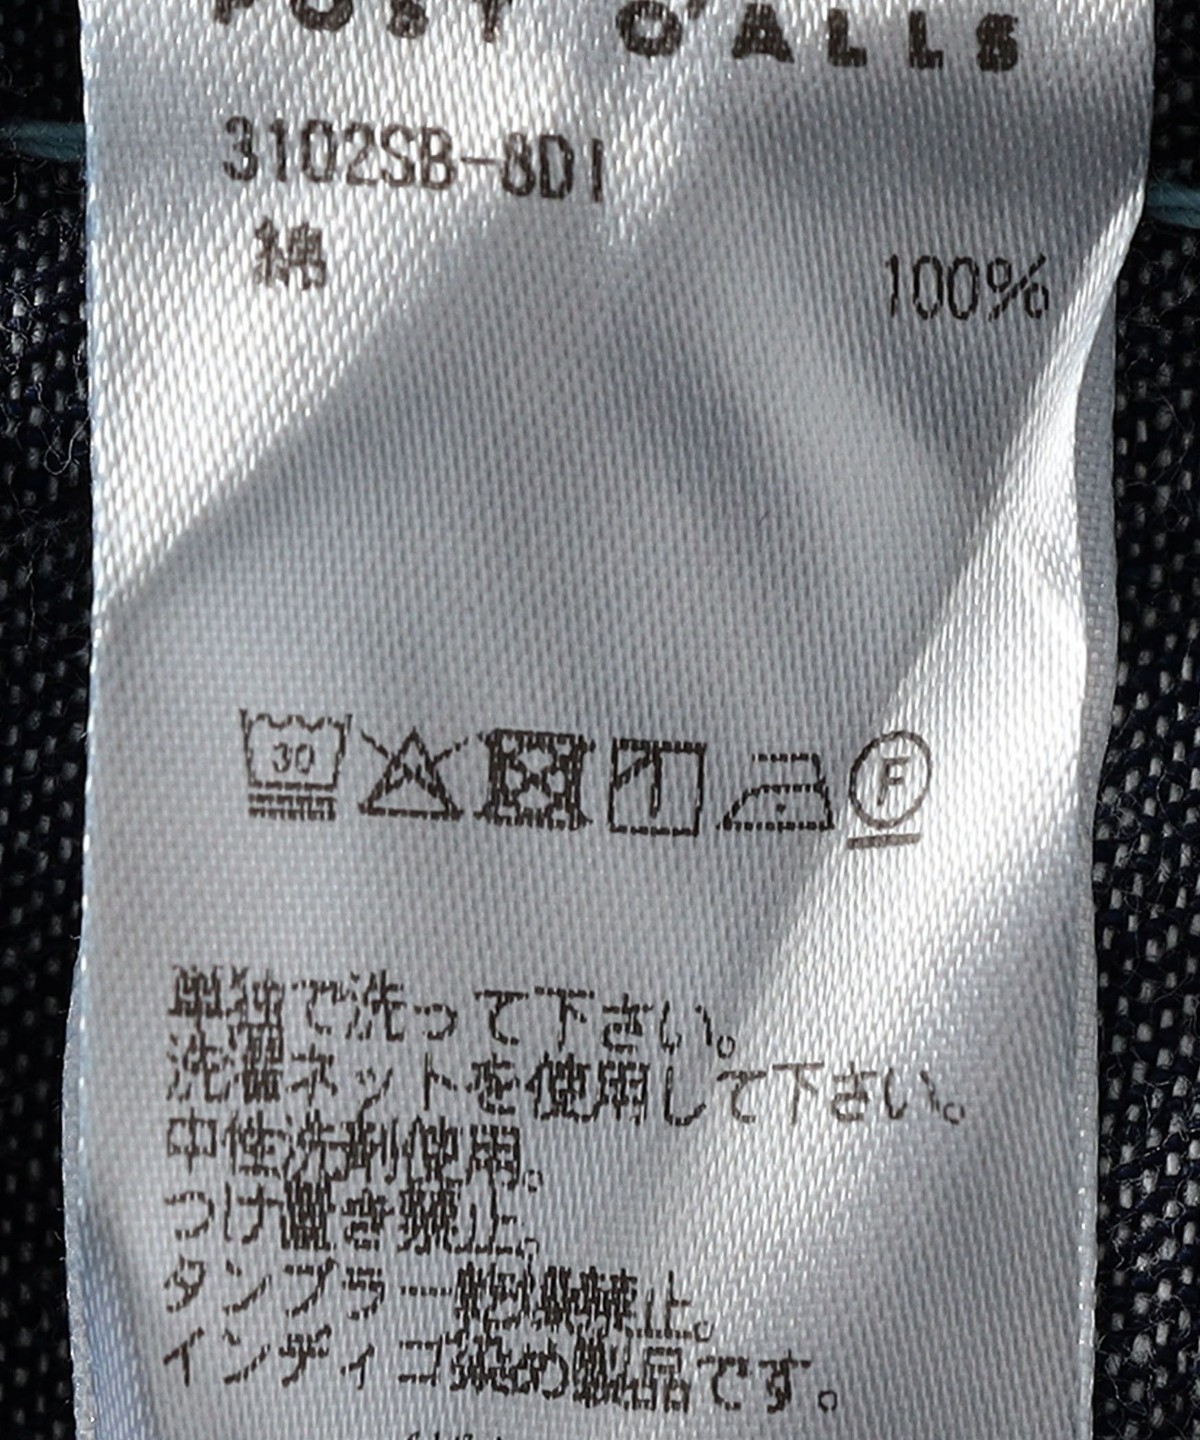 POST O'ALLS
3102SB-8DI
綿 100%
30
F
単独で洗って下さい。
洗濯ネットを使用して下さい。
中性洗剤使用。
つけ置き禁止。
タンブラー乾燥禁止。
インディゴ染めの製品です。